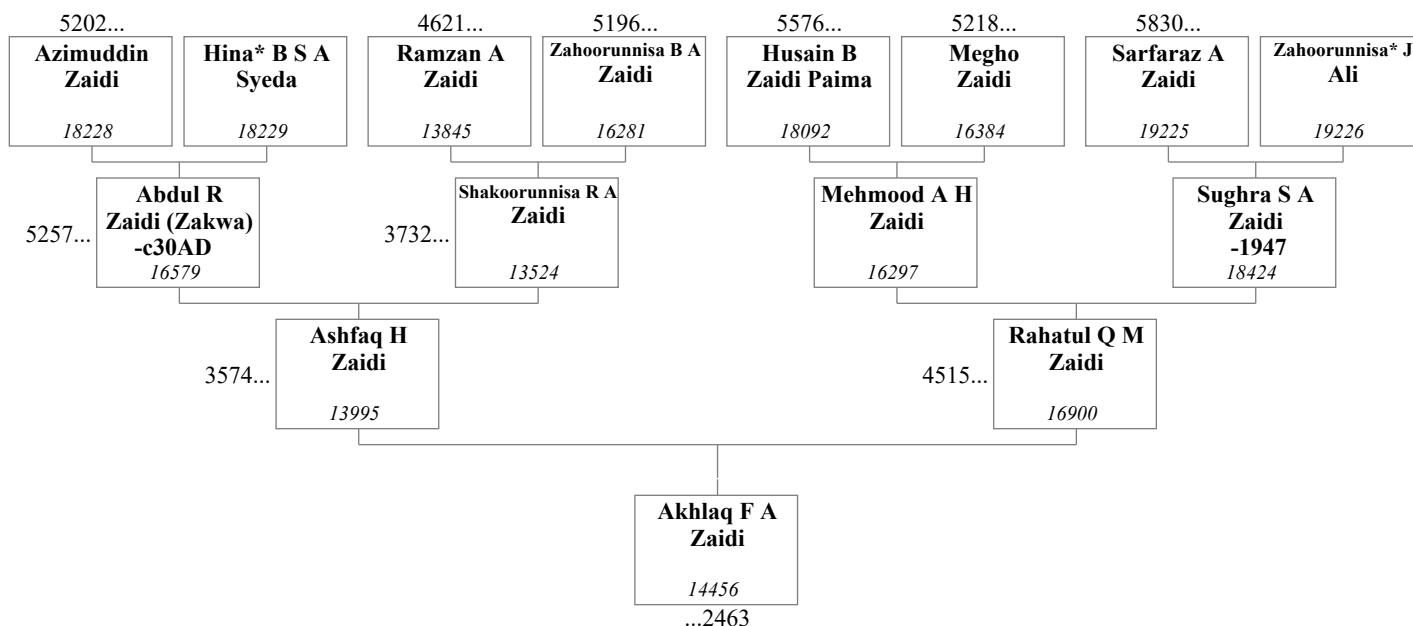 5202...
4621...
5196...
5576...
5218...
5830...
Azimuddin
Zaidi
18228
Hina* B S A
Syeda
18229
Ramzan A
Zaidi
13845
Zahoorunnisa B A
Zaidi
16281
Husain B
Zaidi Paima
18092
Megho
Zaidi
16384
Sarfaraz A
Zaidi
19225
Zahoorunnisa* J
Ali
19226
5257...
Abdul R
Zaidi (Zakwa)
-c30AD
16579
3732...
Shakoorunnisa R A
Zaidi
13524
Mehmood A H
Zaidi
16297
Sughra S A
Zaidi
-1947
18424
3574...
Ashfaq H
Zaidi
13995
4515...
Rahatul Q M
Zaidi
16900
Akhlaq F A
Zaidi
14456
...2463